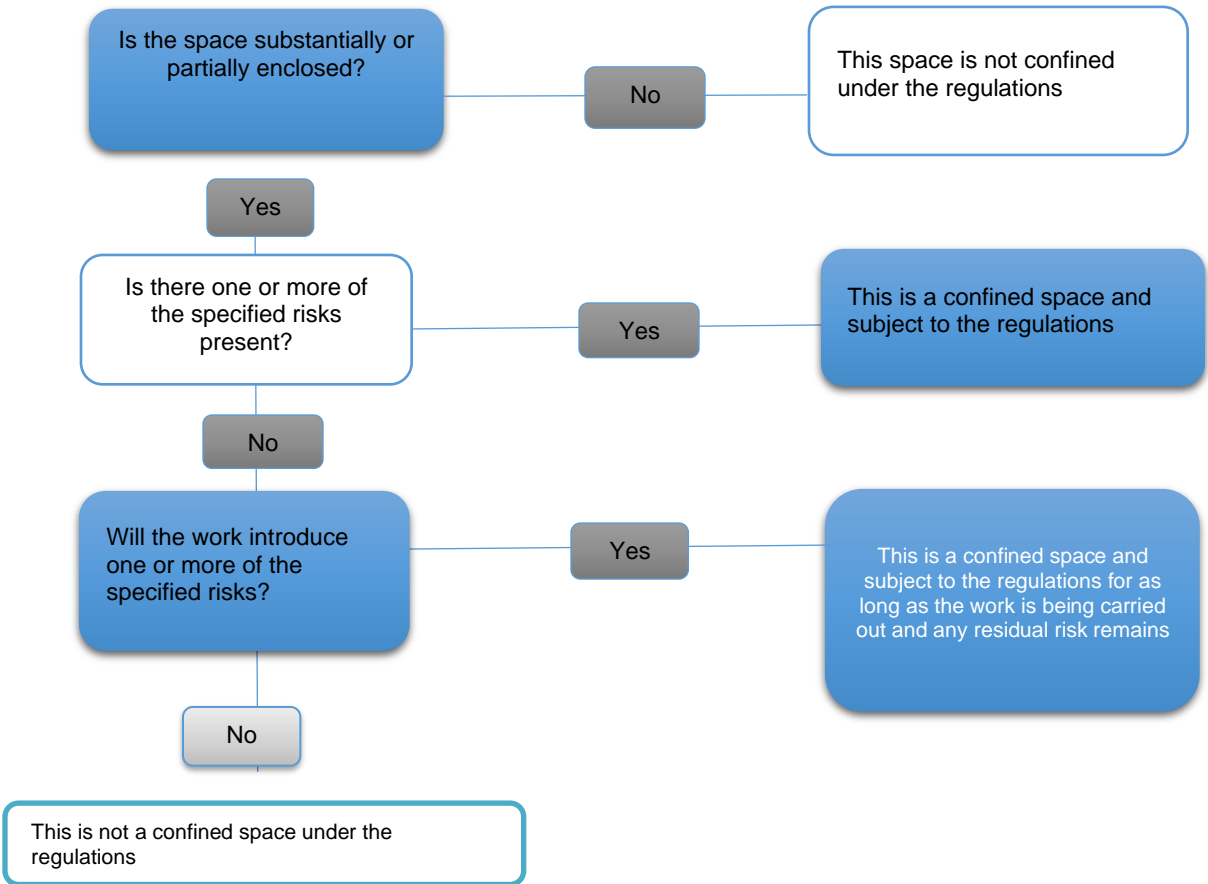 Is the space substantially or
partially enclosed?
No
This space is not confined
under the regulations
Yes
Is there one or more of
the specified risks
present?
Yes
This is a confined space and
subject to the regulations
No
Will the work introduce
one or more of the
specified risks?
Yes
This is a confined space and
subject to the regulations for as
long as the work is being carried
out and any residual risk remains
No
This is not a confined space under the
regulations